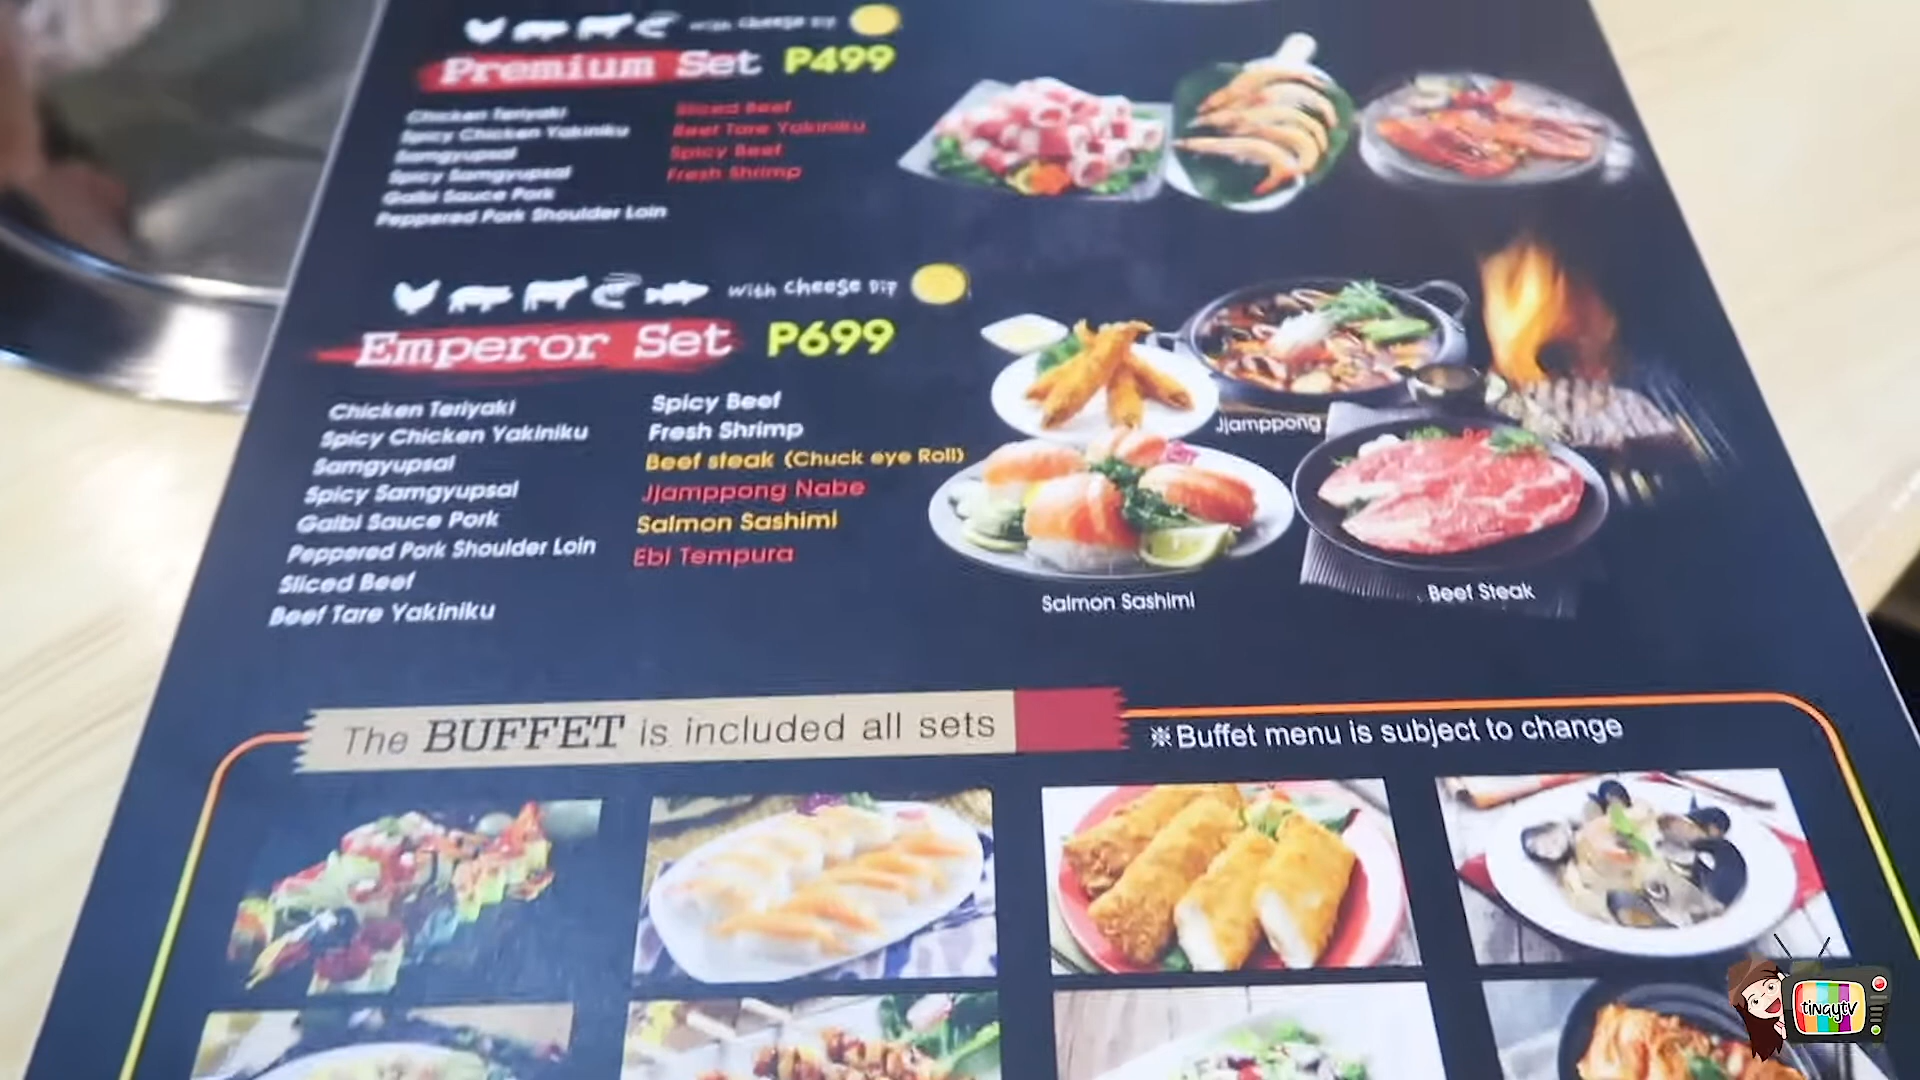 with cheese Dip
Premium Set P499
Chicken Teriyaki
Spicy Chicken Yakiniku
Samgyupsal
Spicy Samgyupsal
Galbi Sauce Pork
Peppered Pork Shoulder Loin
Sliced Beef
Beef Tare Yakiniku
Spicy Beef
Fresh Shrimp
with cheese Dip
Emperor Set P699
Chicken Teriyaki
Spicy Chicken Yakiniku
Samgyupsal
Spicy Samgyupsal
Galbi Sauce Pork
Peppered Pork Shoulder Loin
Sliced Beef
Beef Tare Yakiniku
Spicy Beef
Fresh Shrimp
Beef steak (Chuck eye Roll)
Jjamppong Nabe
Salmon Sashimi
Ebi Tempura
Jjamppong
Salmon Sashimi
Beef Steak
The BUFFET is included all sets
※Buffet menu is subject to change
tinaytv